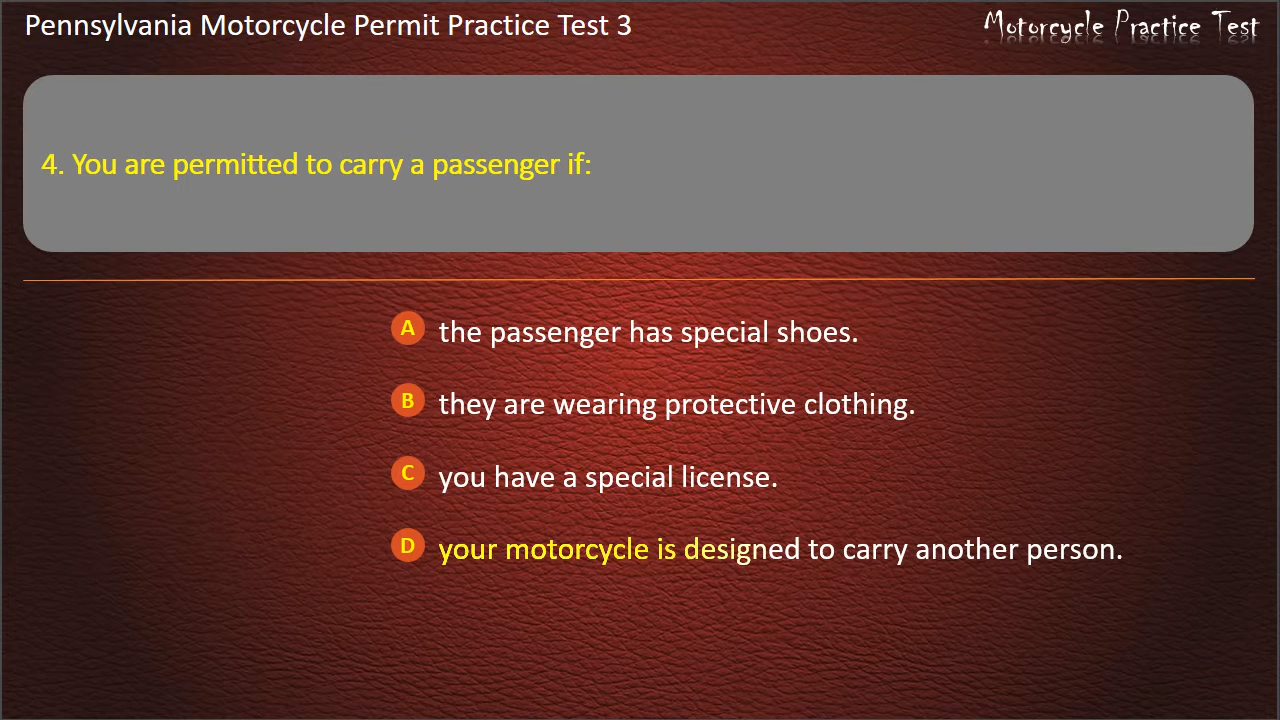 Pennsylvania Motorcycle Permit Practice Test 3
Motorcycle Practice Test
4. You are permitted to carry a passenger if:
A the passenger has special shoes.
B they are wearing protective clothing.
C you have a special license.
D your motorcycle is designed to carry another person.